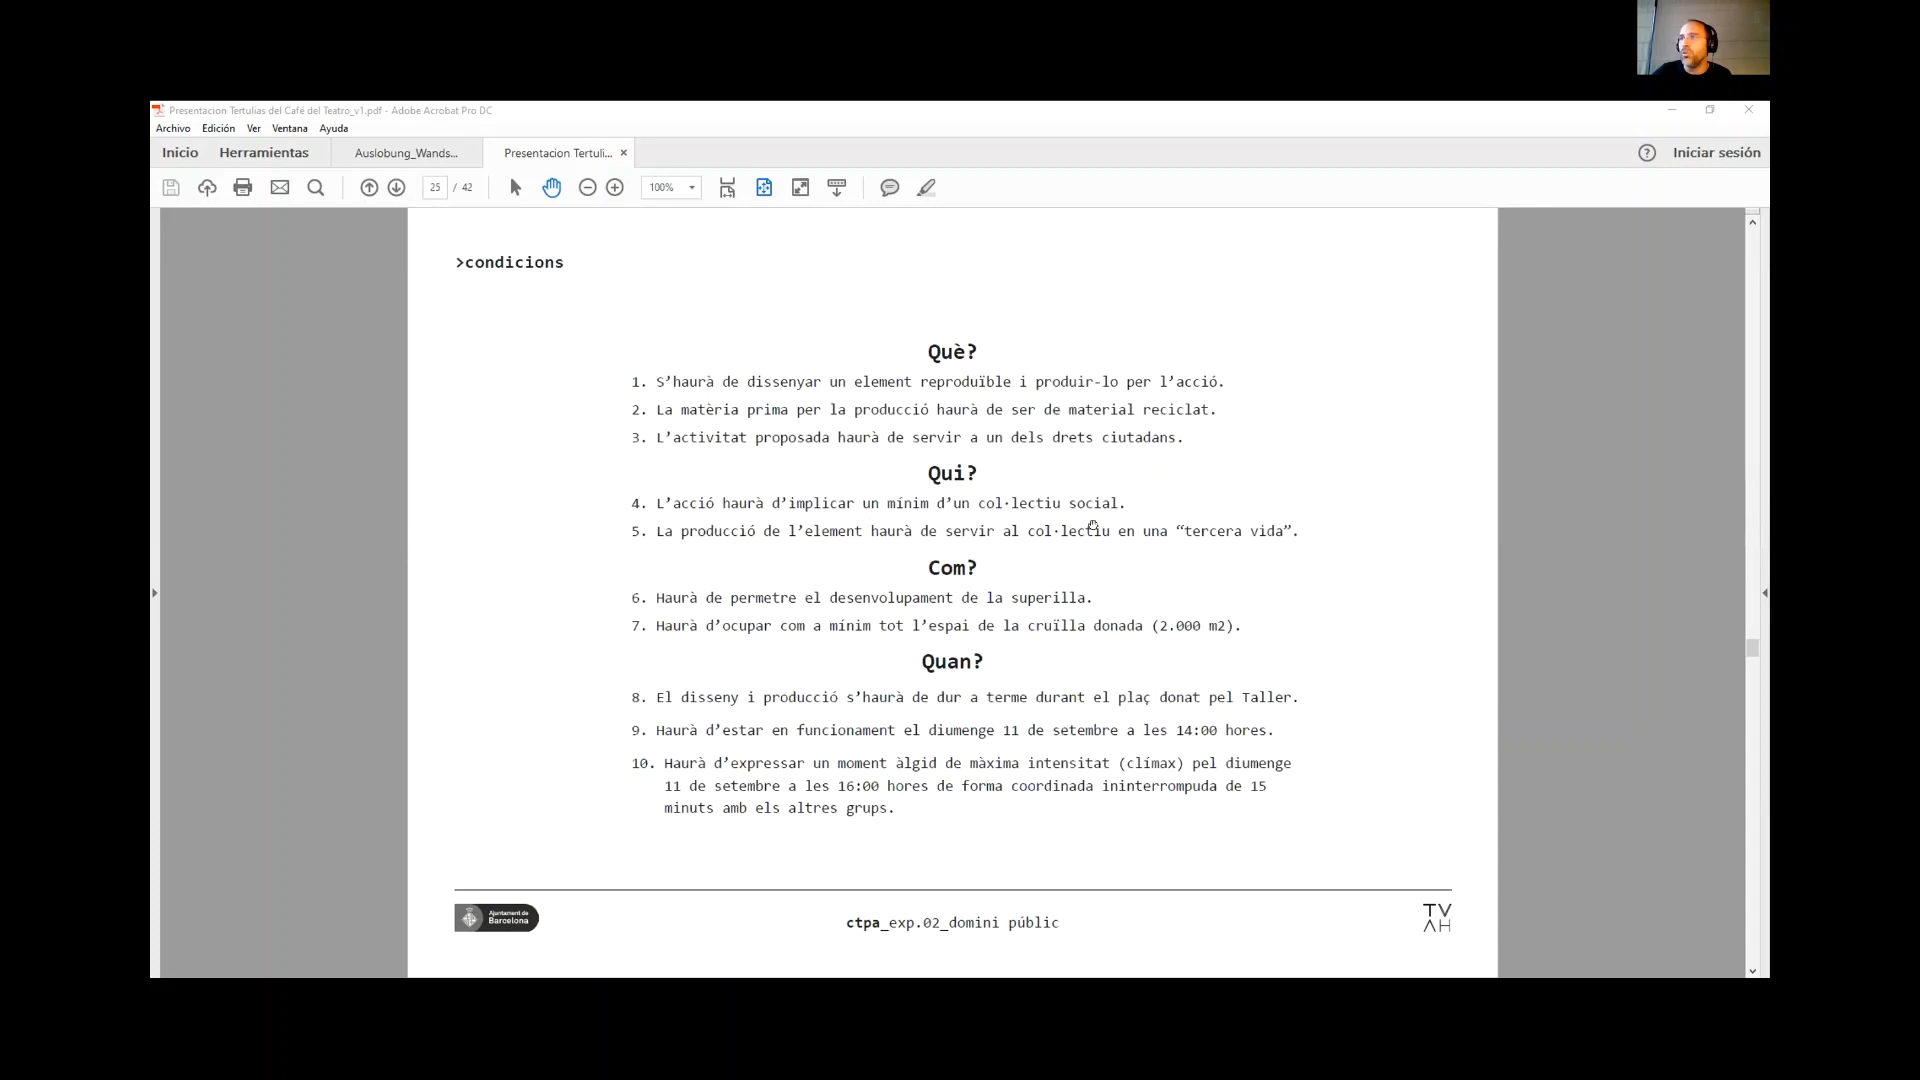 Presentacion Tertulias del Café del Teatro_v1.pdf - Adobe Acrobat Pro DC
Archivo Edición Ver Ventana Ayuda
Inicio Herramientas Auslobung_Wands... Presentacion Tertuli... × ? Iniciar sesión
25 / 42 100%
>condicions
Què?
1. S’haurà de dissenyar un element reproduïble i produir-lo per l’acció.
2. La matèria prima per la producció haurà de ser de material reciclat.
3. L’activitat proposada haurà de servir a un dels drets ciutadans.
Qui?
4. L’acció haurà d’implicar un mínim d’un col·lectiu social.
5. La producció de l’element haurà de servir al col·lectiu en una “tercera vida”.
Com?
6. Haurà de permetre el desenvolupament de la superilla.
7. Haurà d’ocupar com a mínim tot l’espai de la cruïlla donada (2.000 m2).
Quan?
8. El disseny i producció s’haurà de dur a terme durant el plaç donat pel Taller.
9. Haurà d’estar en funcionament el diumenge 11 de setembre a les 14:00 hores.
10. Haurà d’expressar un moment àlgid de màxima intensitat (clímax) pel diumenge
11 de setembre a les 16:00 hores de forma coordinada ininterrompuda de 15
minuts amb els altres grups.
Ajuntament de
Barcelona
ctpa_exp.02_domini públic
TV
AH